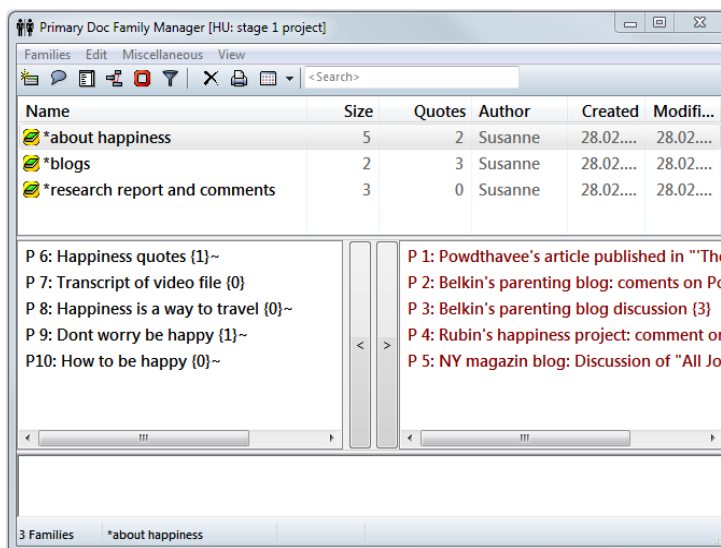 Primary Doc Family Manager [HU: stage 1 project]
Families Edit Miscellaneous View
<Search>
Name Size Quotes Author Created Modifi...
*about happiness 5 2 Susanne 28.02.... 28.02....
*blogs 2 3 Susanne 28.02.... 28.02....
*research report and comments 3 0 Susanne 28.02.... 28.02....
P 6: Happiness quotes {1}~
P 7: Transcript of video file {0}
P 8: Happiness is a way to travel {0}~
P 9: Dont worry be happy {1}~
P10: How to be happy {0}~
< >
P 1: Powdthavee's article published in "'The
P 2: Belkin's parenting blog: coments on Po
P 3: Belkin's parenting blog discussion {3}
P 4: Rubin's happiness project: comment on
P 5: NY magazin blog: Discussion of "All Jo
3 Families *about happiness